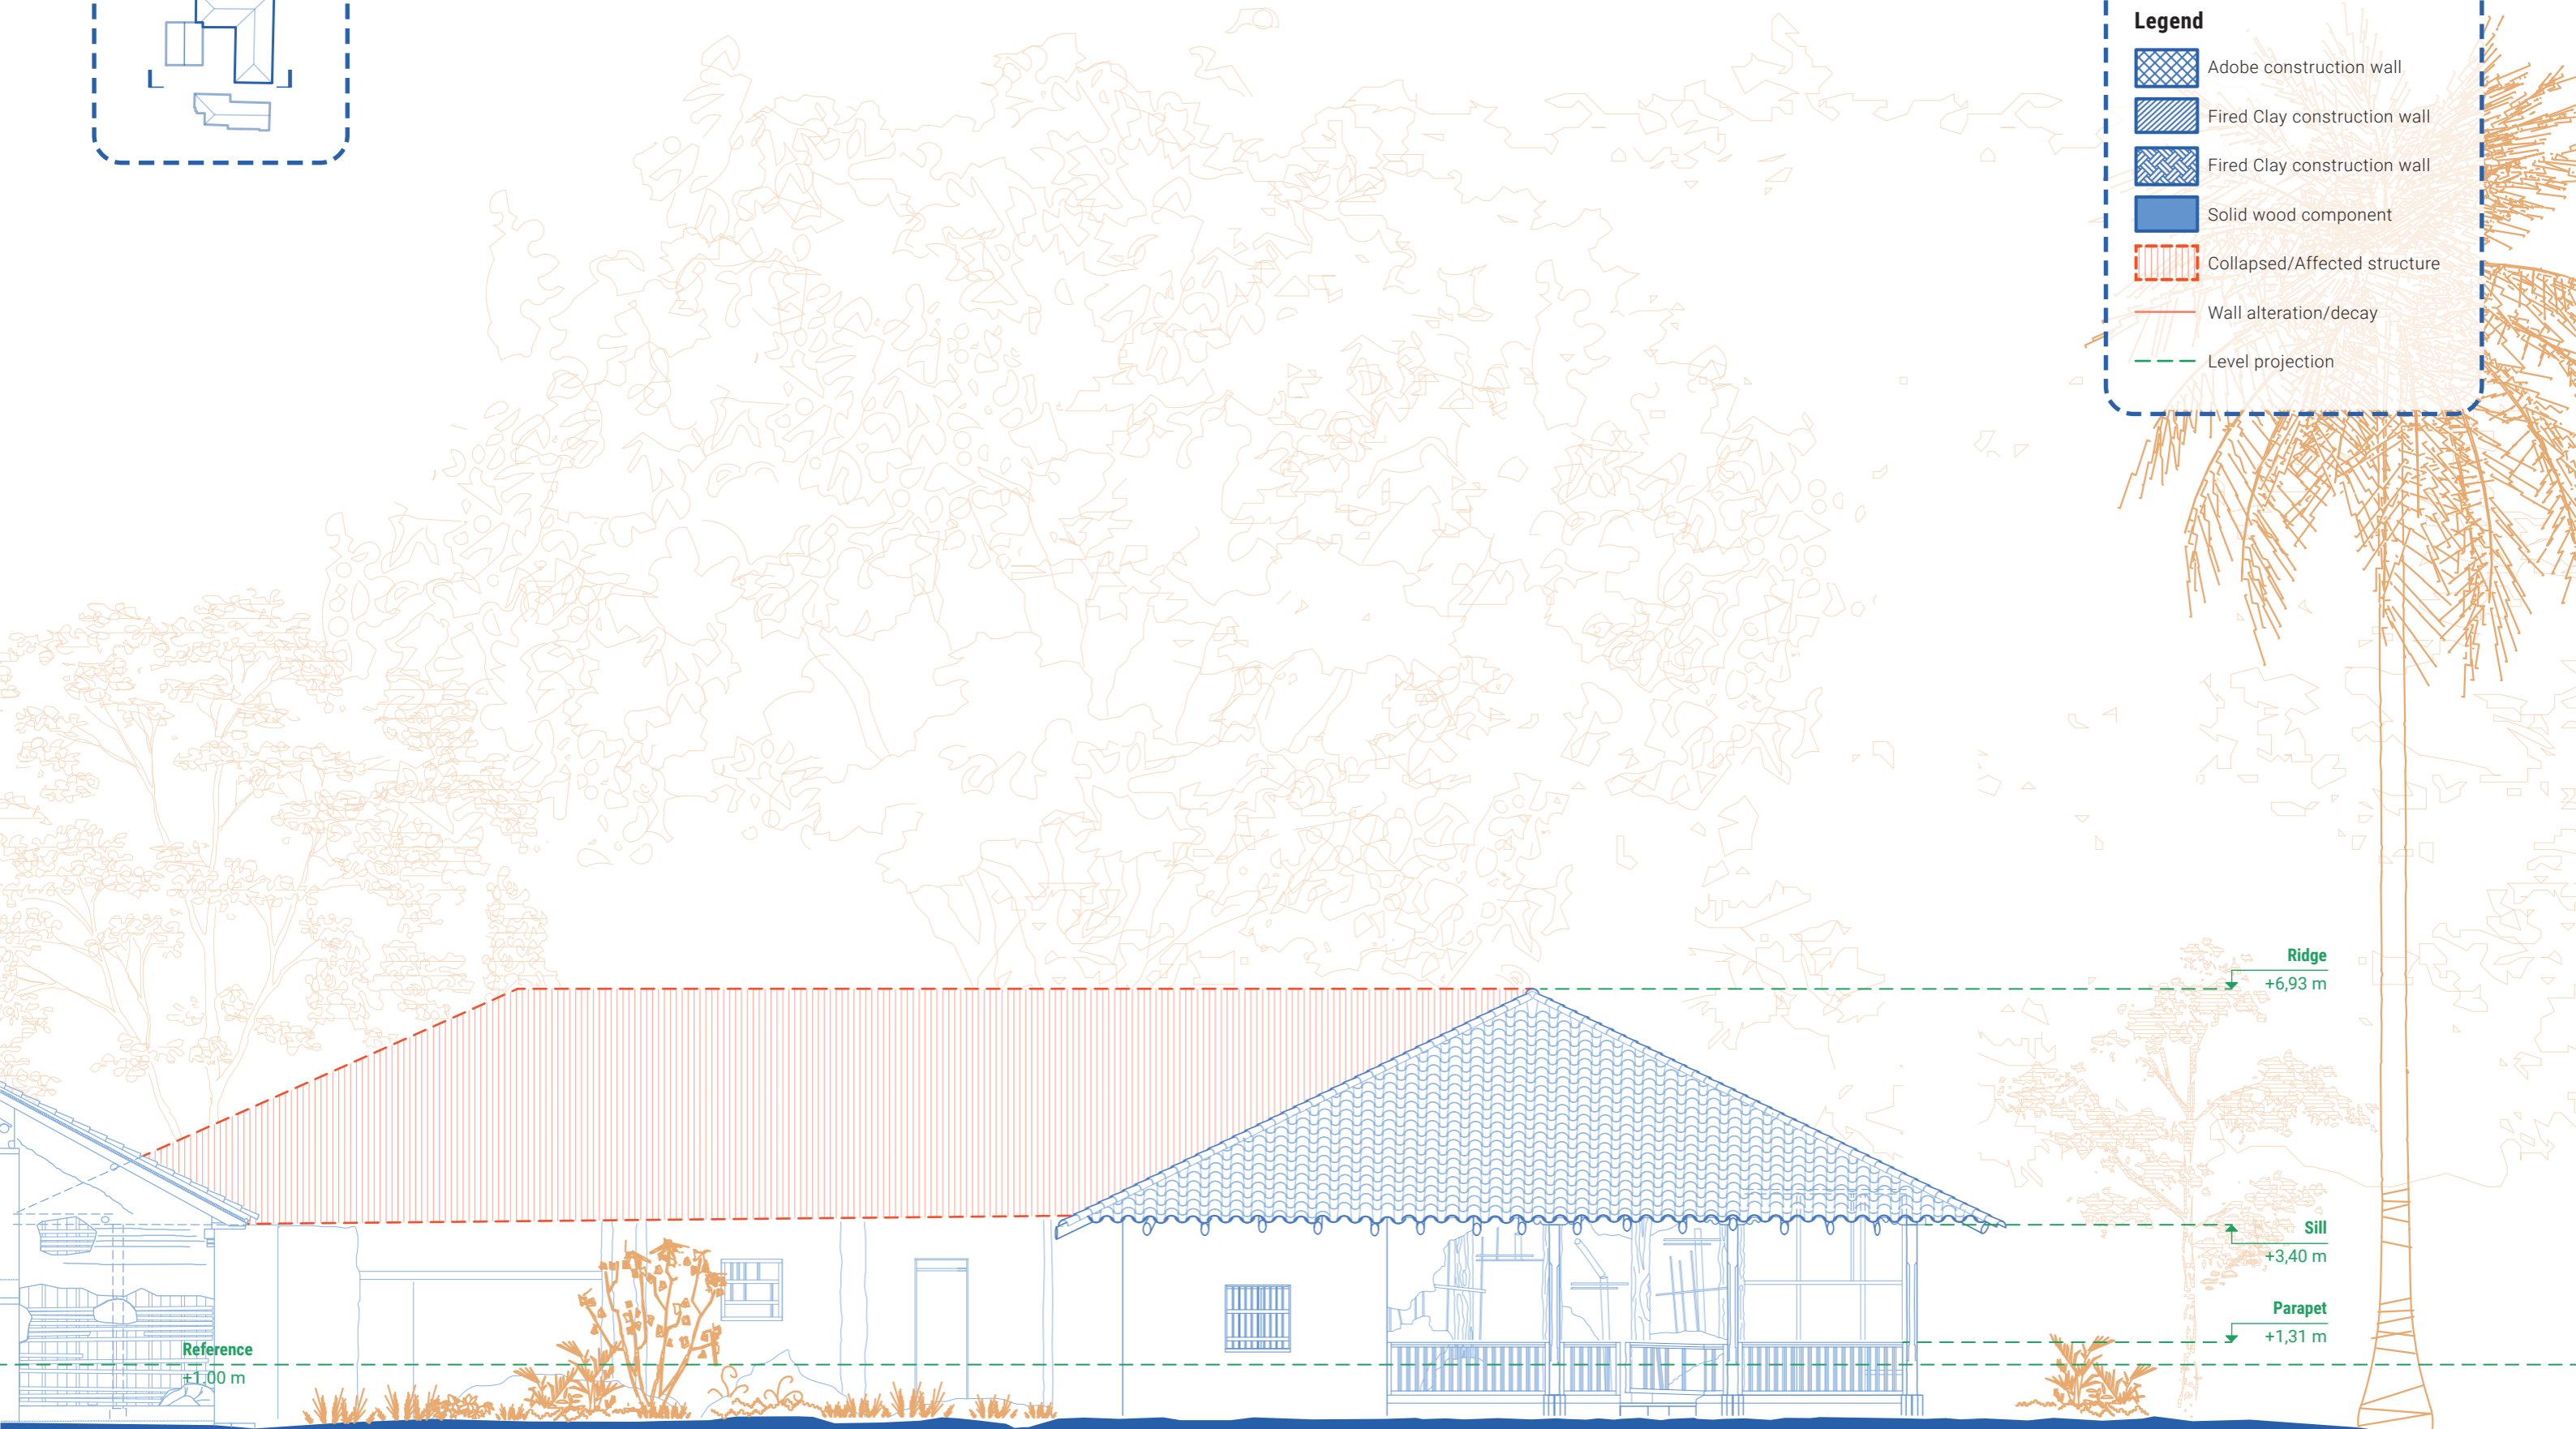 Legend
Adobe construction wall
Fired Clay construction wall
Fired Clay construction wall
Solid wood component
Collapsed/Affected structure
Wall alteration/decay
Level projection
Ridge
+6,93 m
Sill
+3,40 m
Parapet
+1,31 m
Reference
+1,00 m